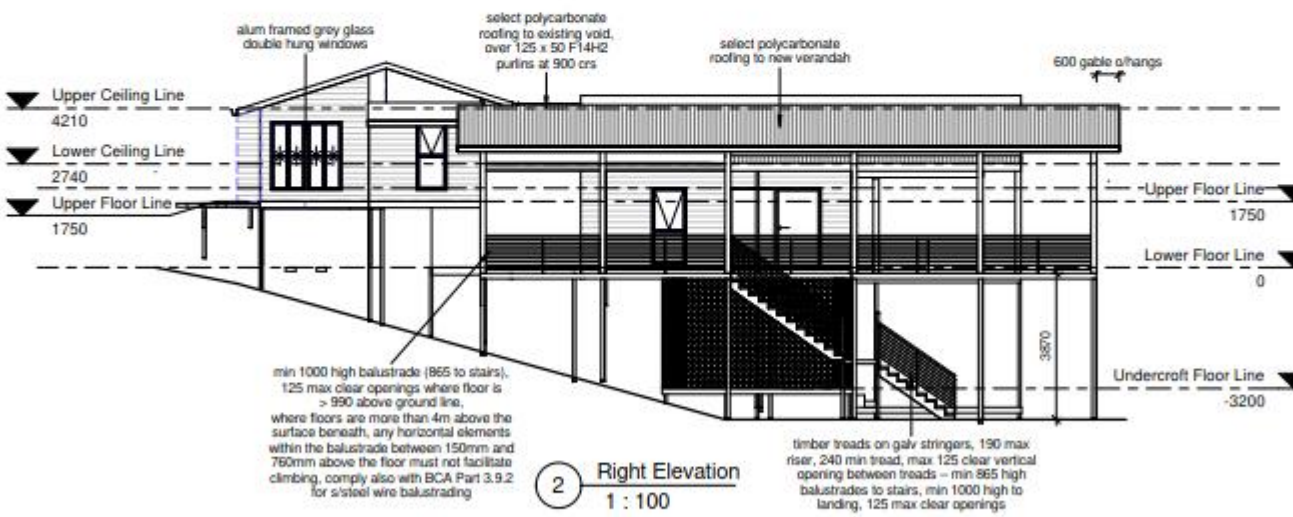 alum framed grey glass
double hung windows
select polycarbonate
roofing to existing void,
over 125 x 50 F14H2
purlins at 900 crs
select polycarbonate
roofing to new verandah
600 gable o/hangs
Upper Ceiling Line
4210
Lower Ceiling Line
2740
Upper Floor Line
1750
Upper Floor Line
1750
Lower Floor Line
0
3870
Undercroft Floor Line
-3200
min 1000 high balustrade (865 to stairs),
125 max clear openings where floor is
> 990 above ground line,
where floors are more than 4m above the
surface beneath, any horizontal elements
within the balustrade between 150mm and
760mm above the floor must not facilitate
climbing, comply also with BCA Part 3.9.2
for s/steel wire balustrading
timber treads on galv stringers, 190 max
riser, 240 min tread, max 125 clear vertical
opening between treads – min 865 high
balustrades to stairs, min 1000 high to
landing, 125 max clear openings
2
Right Elevation
1 : 100